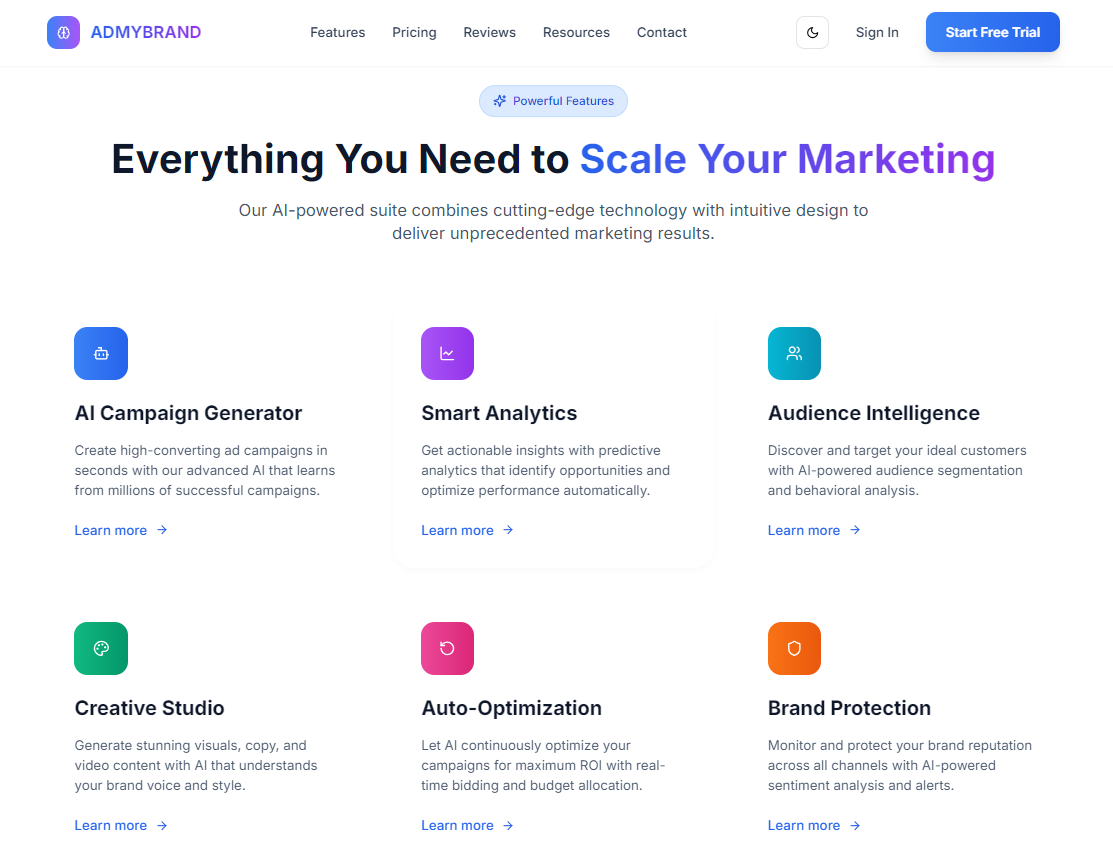 ADMYBRAND
Features
Pricing
Reviews
Resources
Contact
Sign In
Start Free Trial
Powerful Features
Everything You Need to Scale Your Marketing
Our AI-powered suite combines cutting-edge technology with intuitive design to
deliver unprecedented marketing results.
AI Campaign Generator
Create high-converting ad campaigns in
seconds with our advanced AI that learns
from millions of successful campaigns.
Learn more
Smart Analytics
Get actionable insights with predictive
analytics that identify opportunities and
optimize performance automatically.
Learn more
Audience Intelligence
Discover and target your ideal customers
with AI-powered audience segmentation
and behavioral analysis.
Learn more
Creative Studio
Generate stunning visuals, copy, and
video content with AI that understands
your brand voice and style.
Learn more
Auto-Optimization
Let AI continuously optimize your
campaigns for maximum ROI with real-
time bidding and budget allocation.
Learn more
Brand Protection
Monitor and protect your brand reputation
across all channels with AI-powered
sentiment analysis and alerts.
Learn more